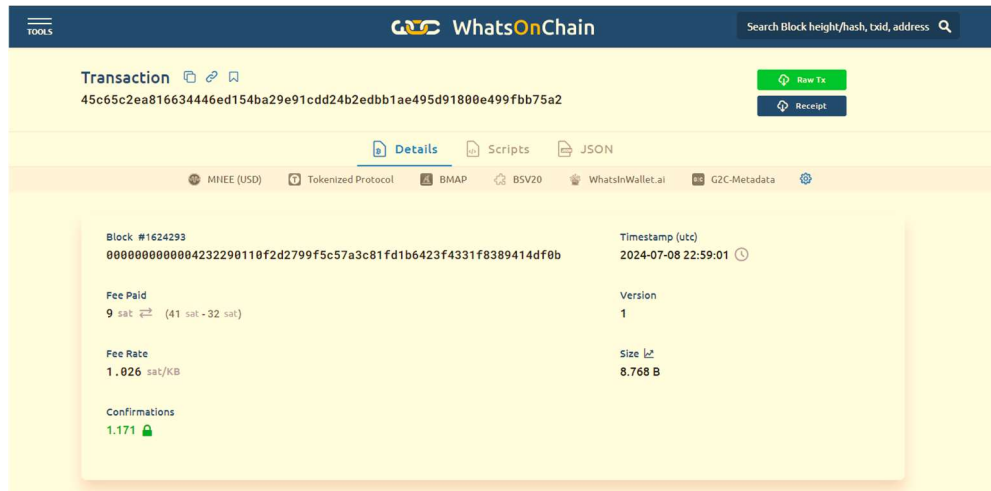 TOOLS
WhatsOnChain
Search Block height/hash, txid, address
Transaction
45c65c2ea816634446ed154ba29e91cdd24b2edbb1ae495d91800e499fbb75a2
Raw Tx
Receipt
Details Scripts JSON
MNEE (USD) Tokenized Protocol BMAP BSV20 WhatsInWallet.ai G2C-Metadata
Block #1624293
0000000000004232290110f2d2799f5c57a3c81fd1b6423f4331f8389414df0b
Timestamp (utc)
2024-07-08 22:59:01
Fee Paid
9 sat (41 sat - 32 sat)
Version
1
Fee Rate
1.026 sat/KB
Size
8.768 B
Confirmations
1.171